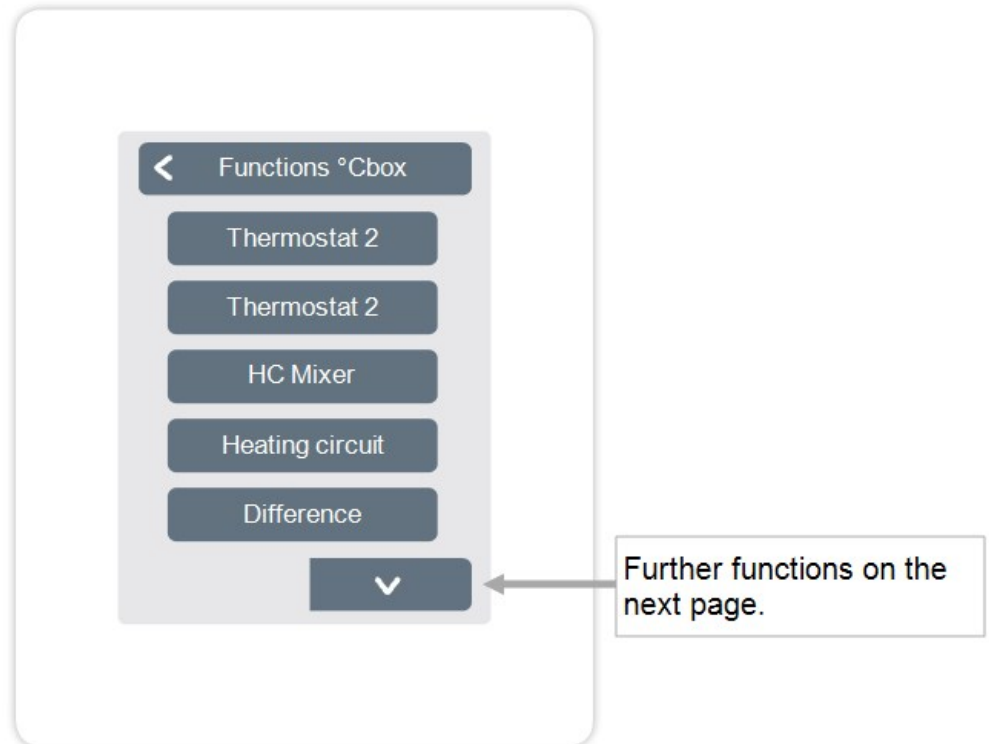 Functions °Cbox
Thermostat 2
Thermostat 2
HC Mixer
Heating circuit
Difference
Further functions on the
next page.